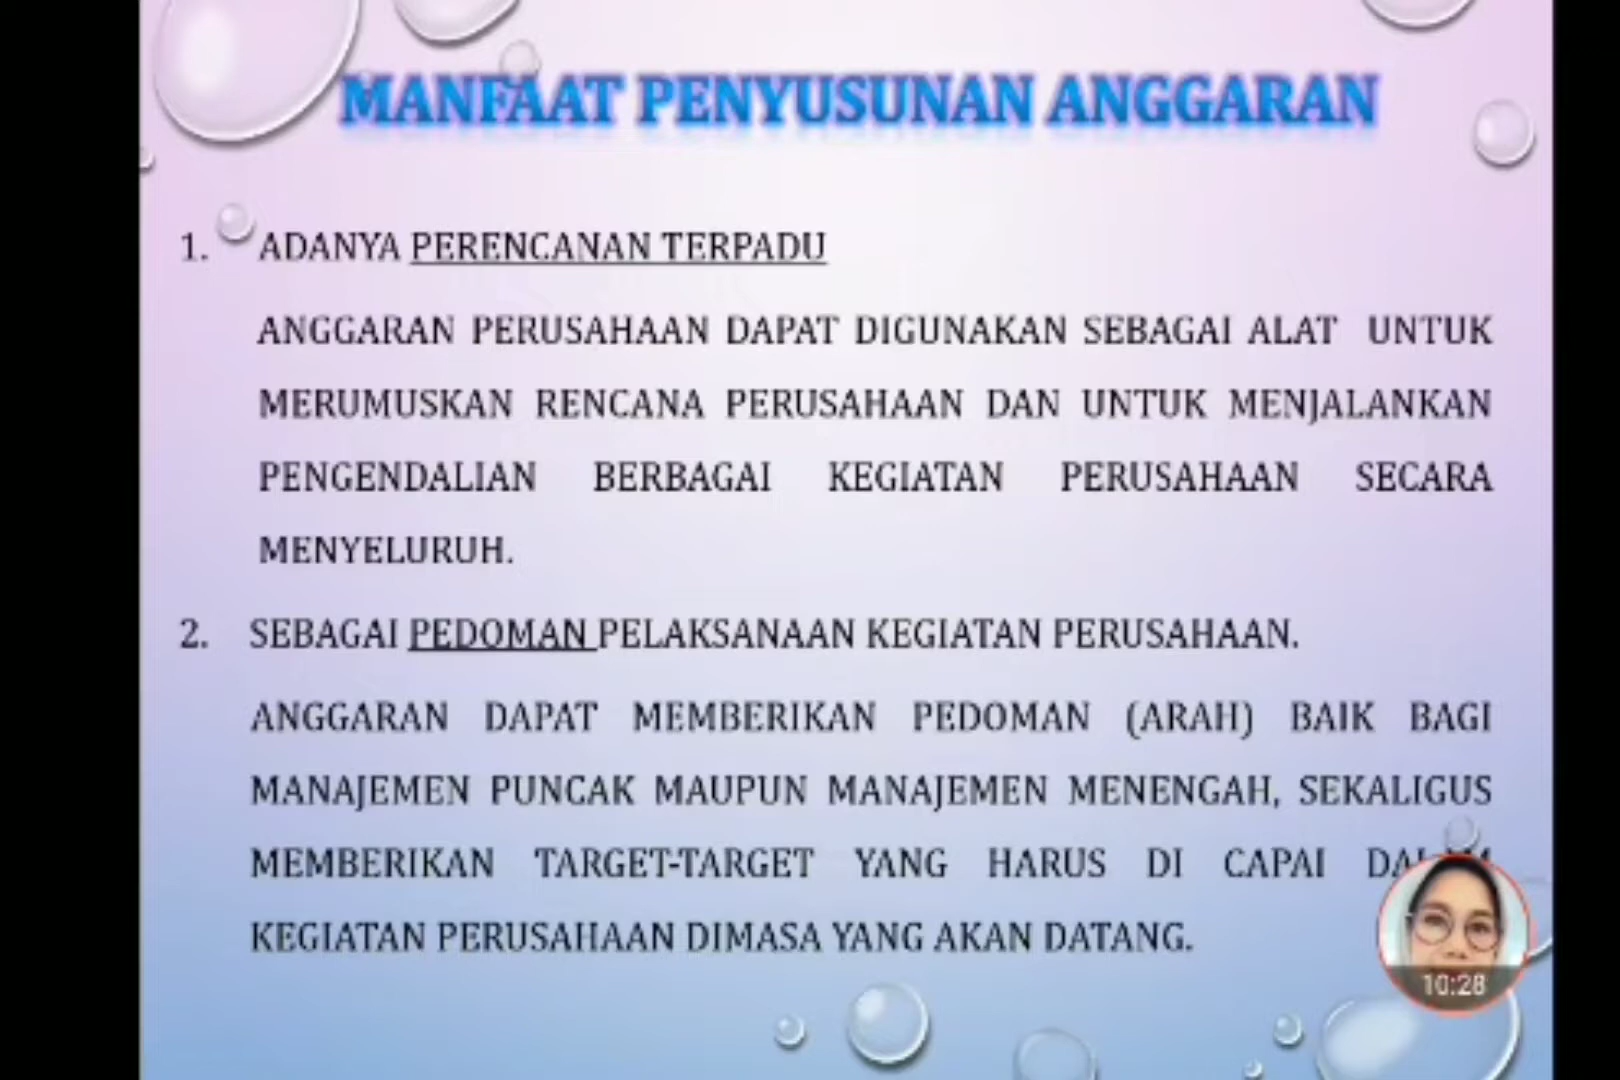 MANFAAT PENYUSUNAN ANGGARAN
1. ADANYA PERENCANAN TERPADU
ANGGARAN PERUSAHAAN DAPAT DIGUNAKAN SEBAGAI ALAT UNTUK
MERUMUSKAN RENCANA PERUSAHAAN DAN UNTUK MENJALANKAN
PENGENDALIAN BERBAGAI KEGIATAN PERUSAHAAN SECARA
MENYELURUH.
2. SEBAGAI PEDOMAN PELAKSANAAN KEGIATAN PERUSAHAAN.
ANGGARAN DAPAT MEMBERIKAN PEDOMAN (ARAH) BAIK BAGI
MANAJEMEN PUNCAK MAUPUN MANAJEMEN MENENGAH, SEKALIGUS
MEMBERIKAN TARGET-TARGET YANG HARUS DI CAPAI DALAM
KEGIATAN PERUSAHAAN DIMASA YANG AKAN DATANG.
10:28